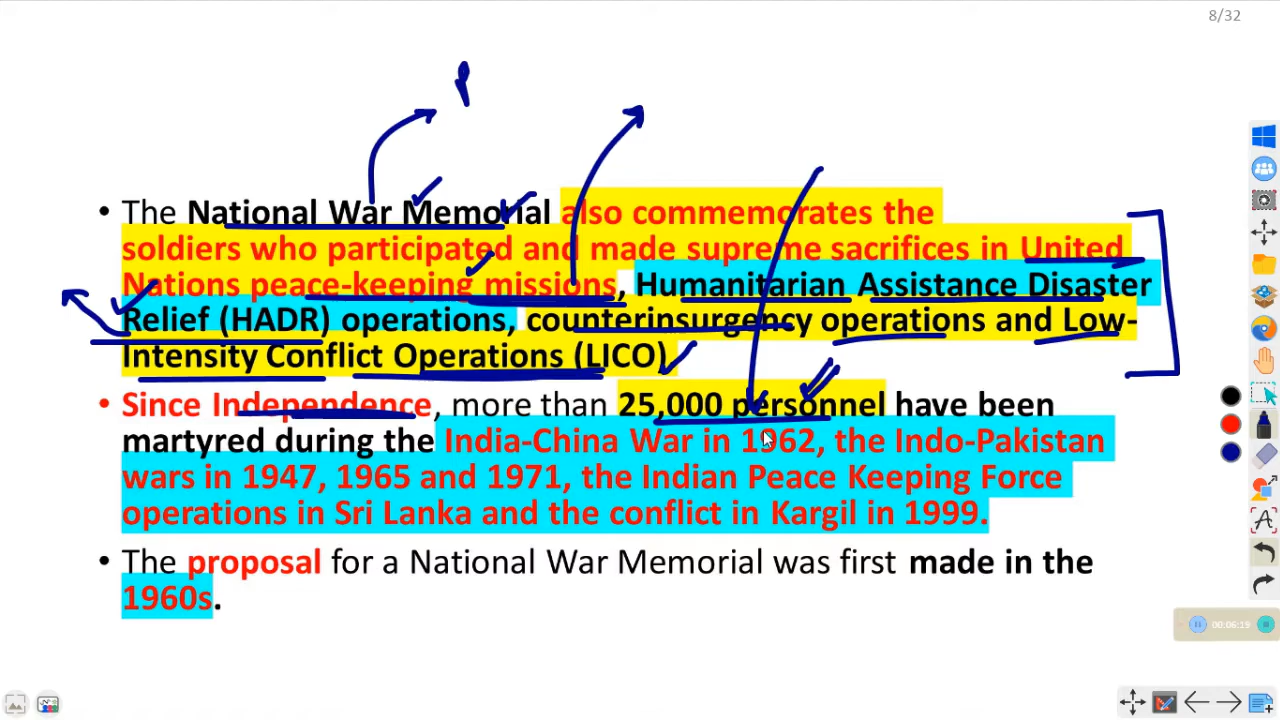 8/32
• The National War Memorial also commemorates the
soldiers who participated and made supreme sacrifices in United
Nations peace-keeping missions, Humanitarian Assistance Disaster
Relief (HADR) operations, counterinsurgency operations and Low-
Intensity Conflict Operations (LICO)
• Since Independence, more than 25,000 personnel have been
martyred during the India-China War in 1962, the Indo-Pakistan
wars in 1947, 1965 and 1971, the Indian Peace Keeping Force
operations in Sri Lanka and the conflict in Kargil in 1999.
• The proposal for a National War Memorial was first made in the
1960s.
00:06:19